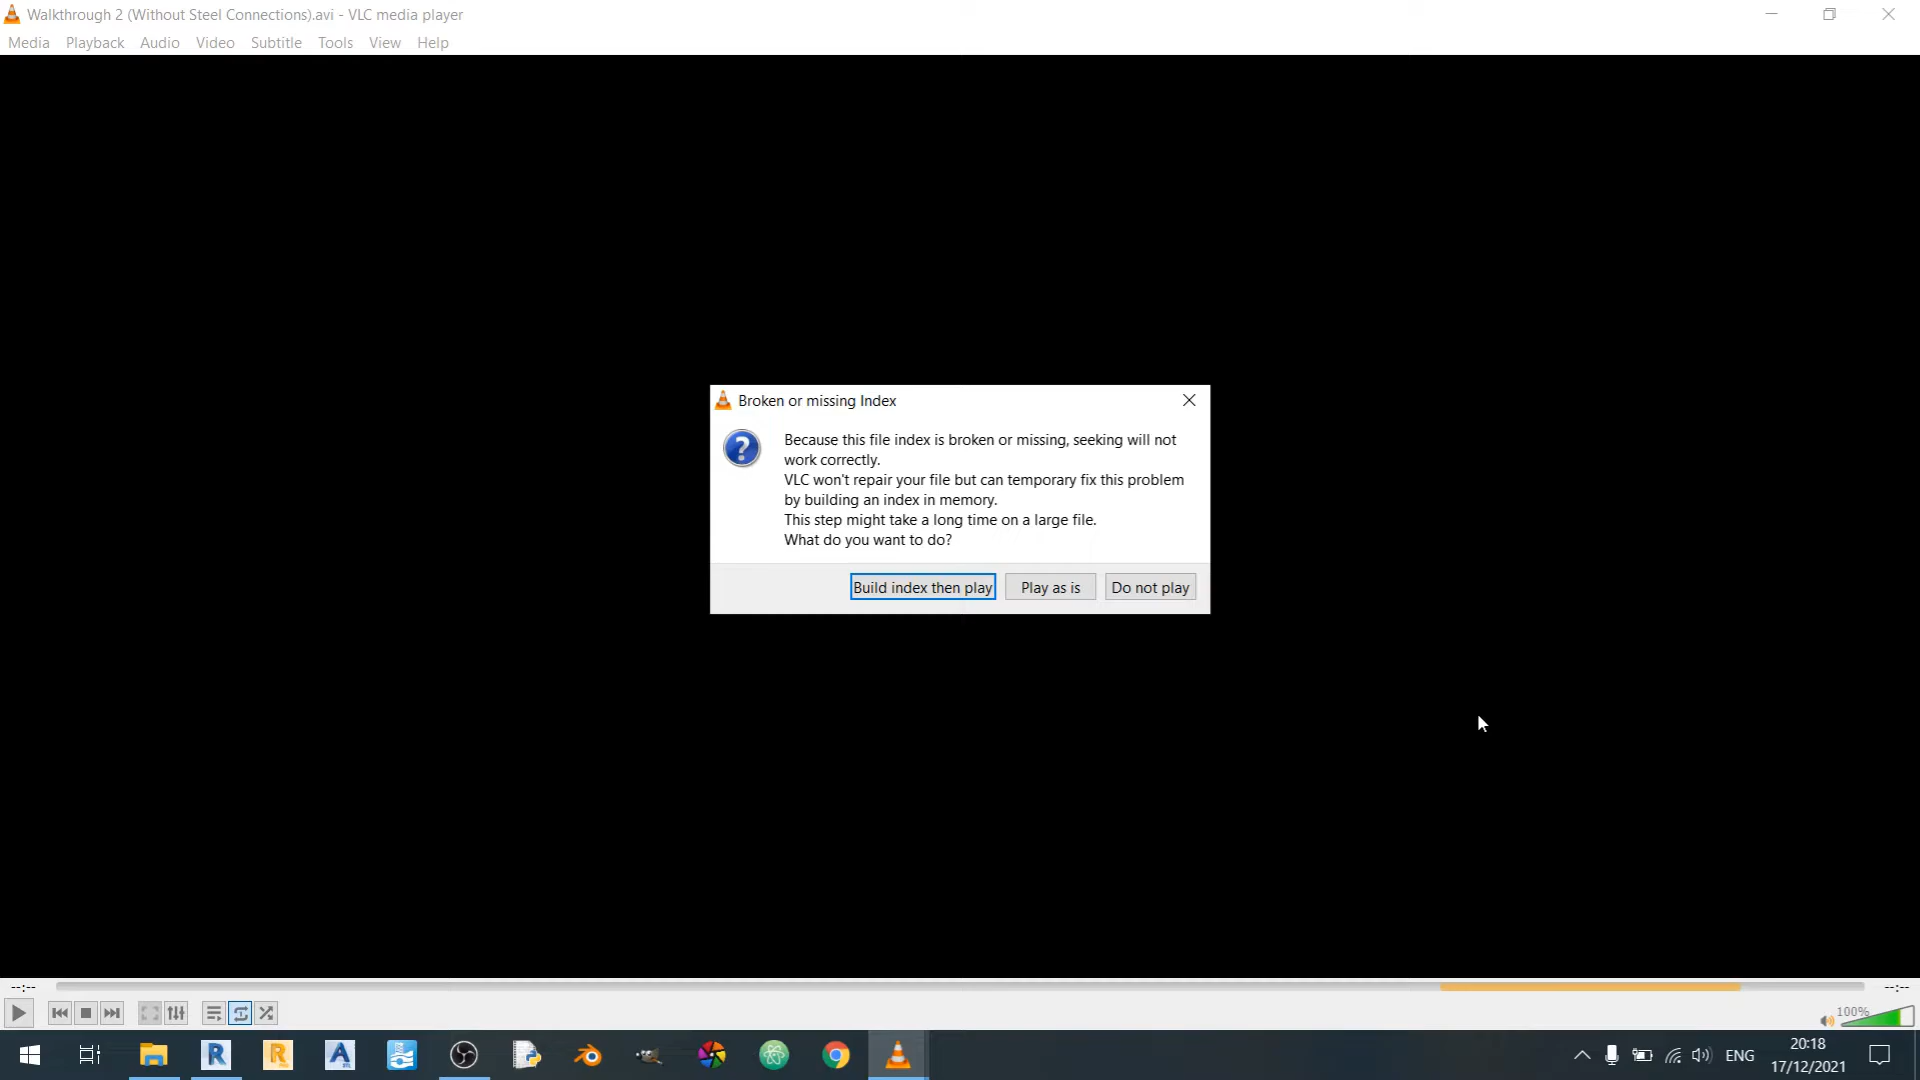 Walkthrough 2 (Without Steel Connections).avi - VLC media player
Media Playback Audio Video Subtitle Tools View Help
Broken or missing Index
Because this file index is broken or missing, seeking will not
work correctly.
VLC won't repair your file but can temporary fix this problem
by building an index in memory.
This step might take a long time on a large file.
What do you want to do?
Build index then play Play as is Do not play
--:-- --:--
100%
ENG
20:18
17/12/2021